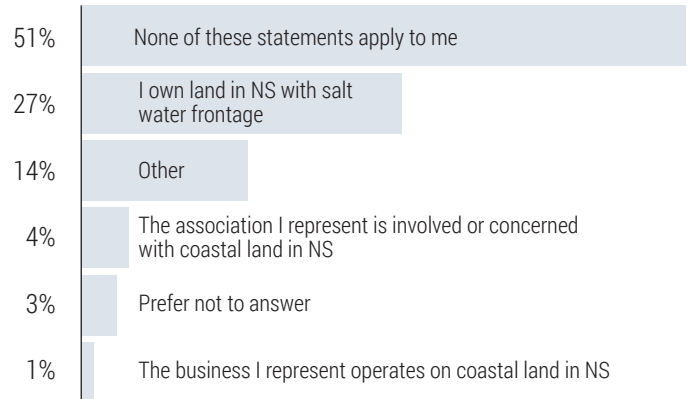 51% None of these statements apply to me
27% I own land in NS with salt
water frontage
14% Other
4% The association I represent is involved or concerned
with coastal land in NS
3% Prefer not to answer
1% The business I represent operates on coastal land in NS